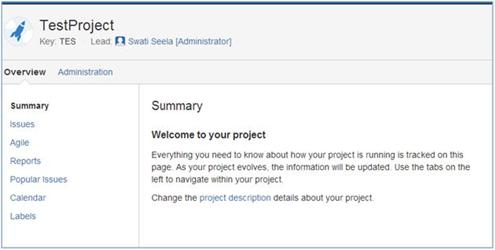 TestProject
Key: TES Lead: Swati Seela [Administrator]
Overview Administration
Summary
Issues
Agile
Reports
Popular Issues
Calendar
Labels
Summary
Welcome to your project
Everything you need to know about how your project is running is tracked on this
page. As your project evolves, the information will be updated. Use the tabs on the
left to navigate within your project.
Change the project description details about your project.